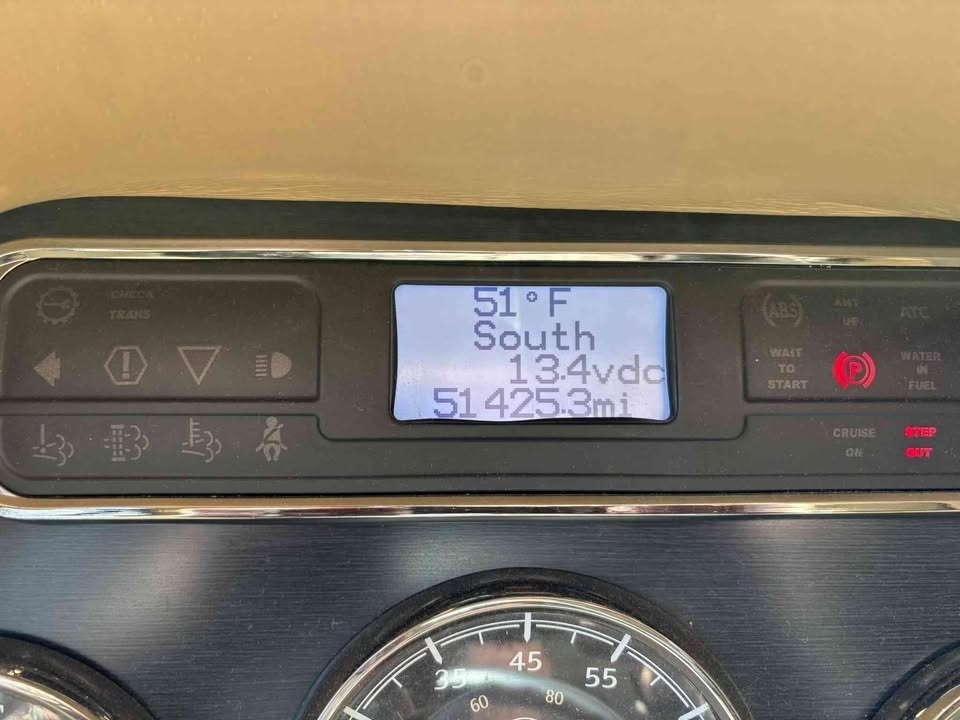 CHECK
TRANS
51°F
South
13.4vdc
51425.3mi
ABS
ATC
WAIT
TO
START
P
WATER
IN
FUEL
CRUISE
ON
STEP
OUT
35
45
55
60
80